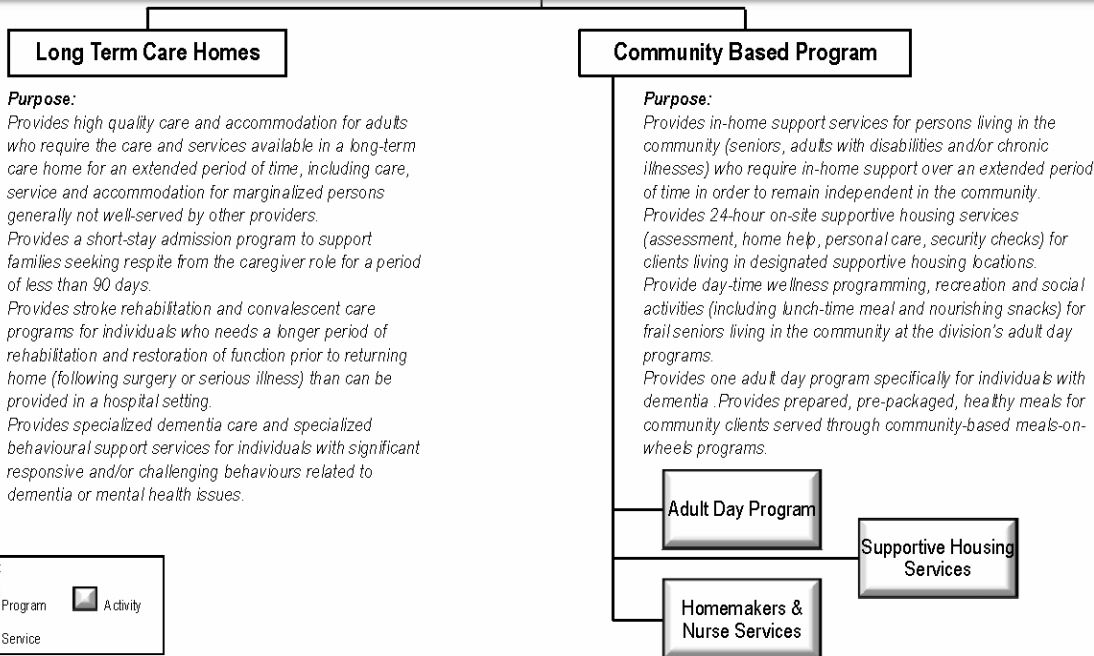 Long Term Care Homes
Purpose:
Provides high quality care and accommodation for adults
who require the care and services available in a long-term
care home for an extended period of time, including care,
service and accommodation for marginalized persons
generally not well-served by other providers.
Provides a short-stay admission program to support
families seeking respite from the caregiver role for a period
of less than 90 days.
Provides stroke rehabilitation and convalescent care
programs for individuals who needs a longer period of
rehabilitation and restoration of function prior to returning
home (following surgery or serious illness) than can be
provided in a hospital setting.
Provides specialized dementia care and specialized
behavioural support services for individuals with significant
responsive and/or challenging behaviours related to
dementia or mental health issues.
Community Based Program
Purpose:
Provides in-home support services for persons living in the
community (seniors, adults with disabilities and/or chronic
illnesses) who require in-home support over an extended period
of time in order to remain independent in the community.
Provides 24-hour on-site supportive housing services
(assessment, home help, personal care, security checks) for
clients living in designated supportive housing locations.
Provide day-time wellness programming, recreation and social
activities (including lunch-time meal and nourishing snacks) for
frail seniors living in the community at the division's adult day
programs.
Provides one adult day program specifically for individuals with
dementia .Provides prepared, pre-packaged, healthy meals for
community clients served through community-based meals-on-
wheels programs.
Adult Day Program
Supportive Housing
Services
Homemakers &
Nurse Services
:
Program Activity
Service